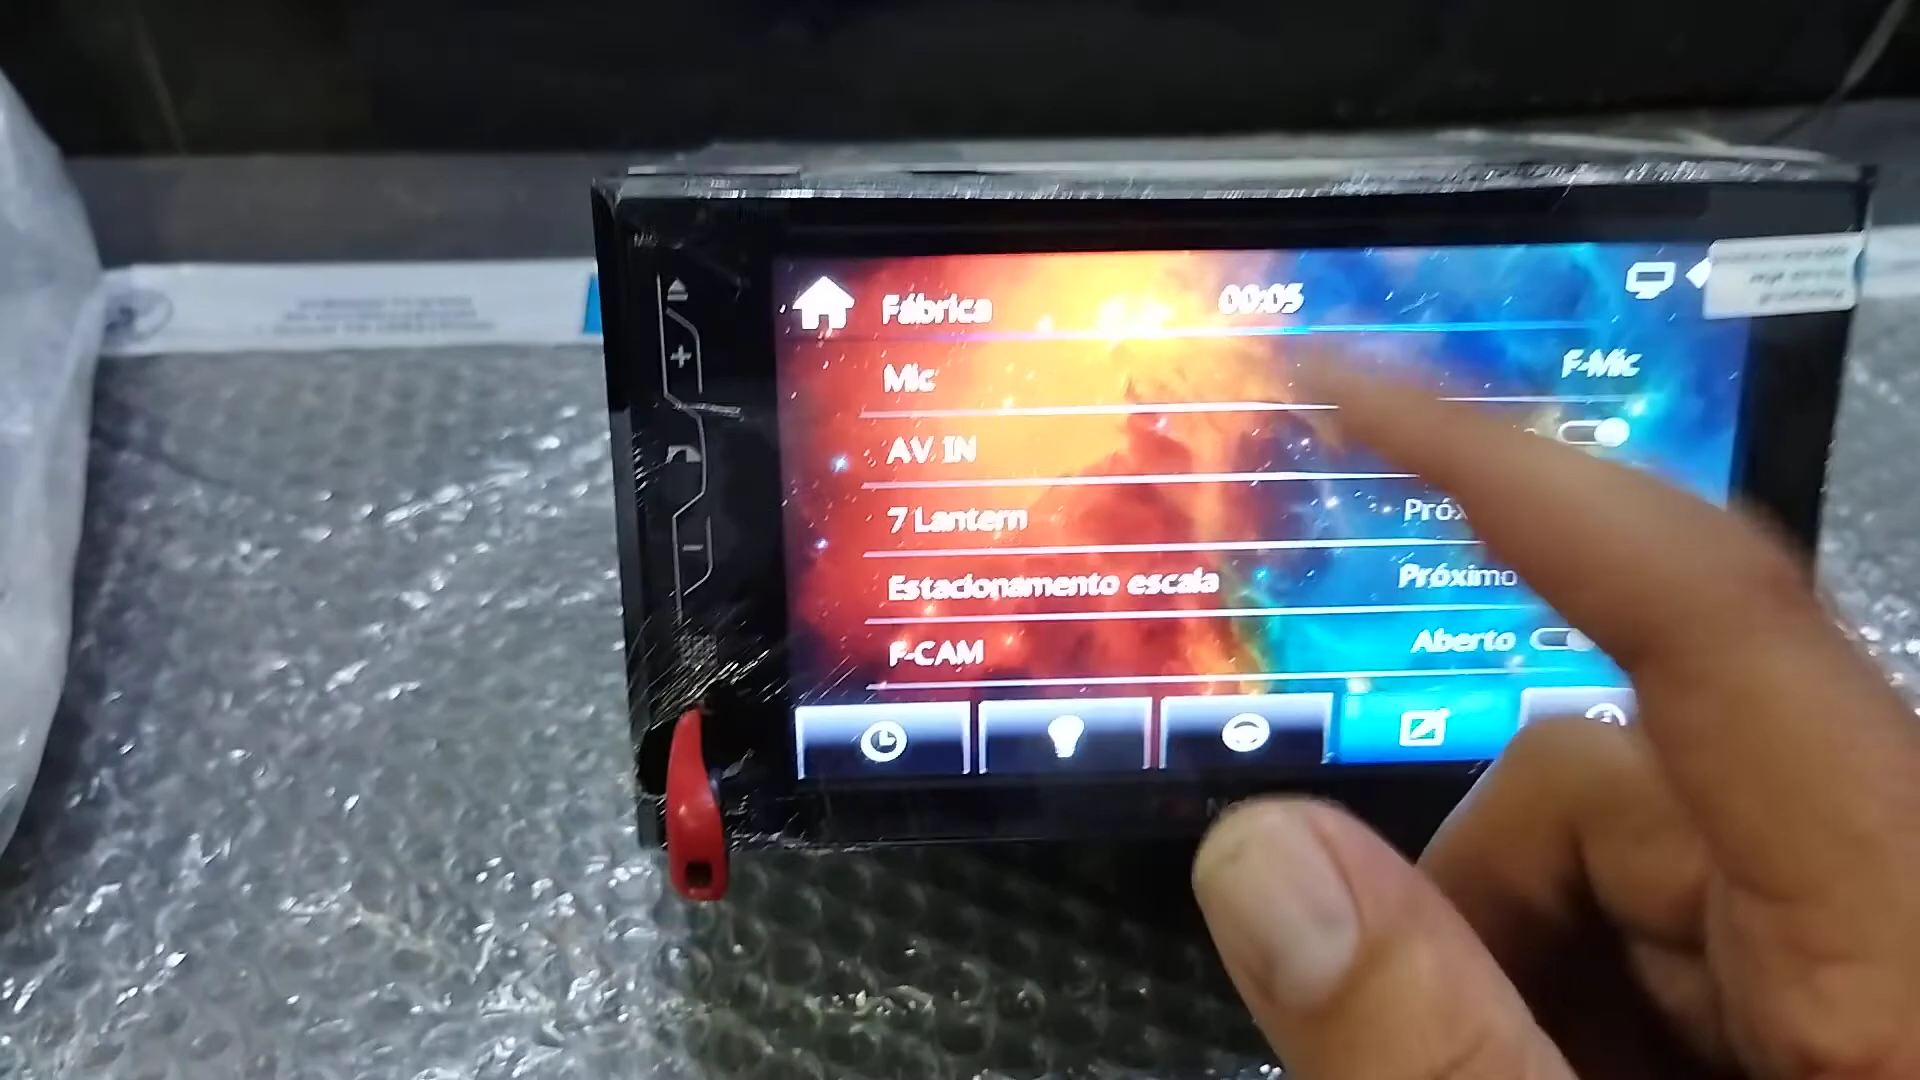 Fábrica 00:05
Mic F-Mic
AV IN
7 Lantern
Estacionamento escala Próximo
F-CAM Aberto